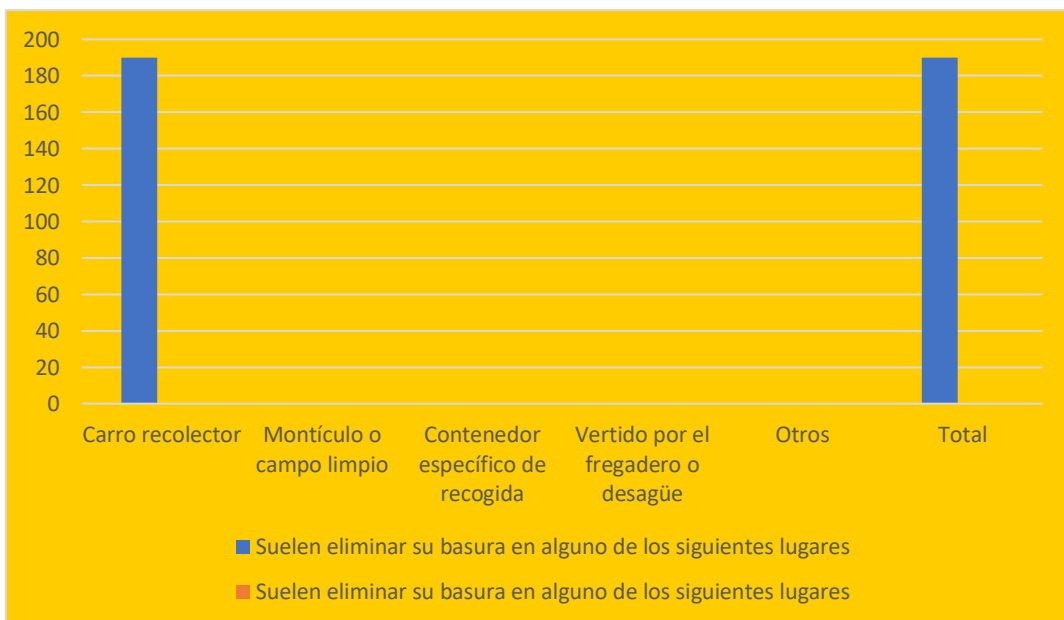 200
180
160
140
120
100
80
60
40
20
0
Carro recolector
Montículo o
campo limpio
Contenedor
específico de
recogida
Vertido por el
fregadero o
desagüe
Otros
Total
Suelen eliminar su basura en alguno de los siguientes lugares
Suelen eliminar su basura en alguno de los siguientes lugares